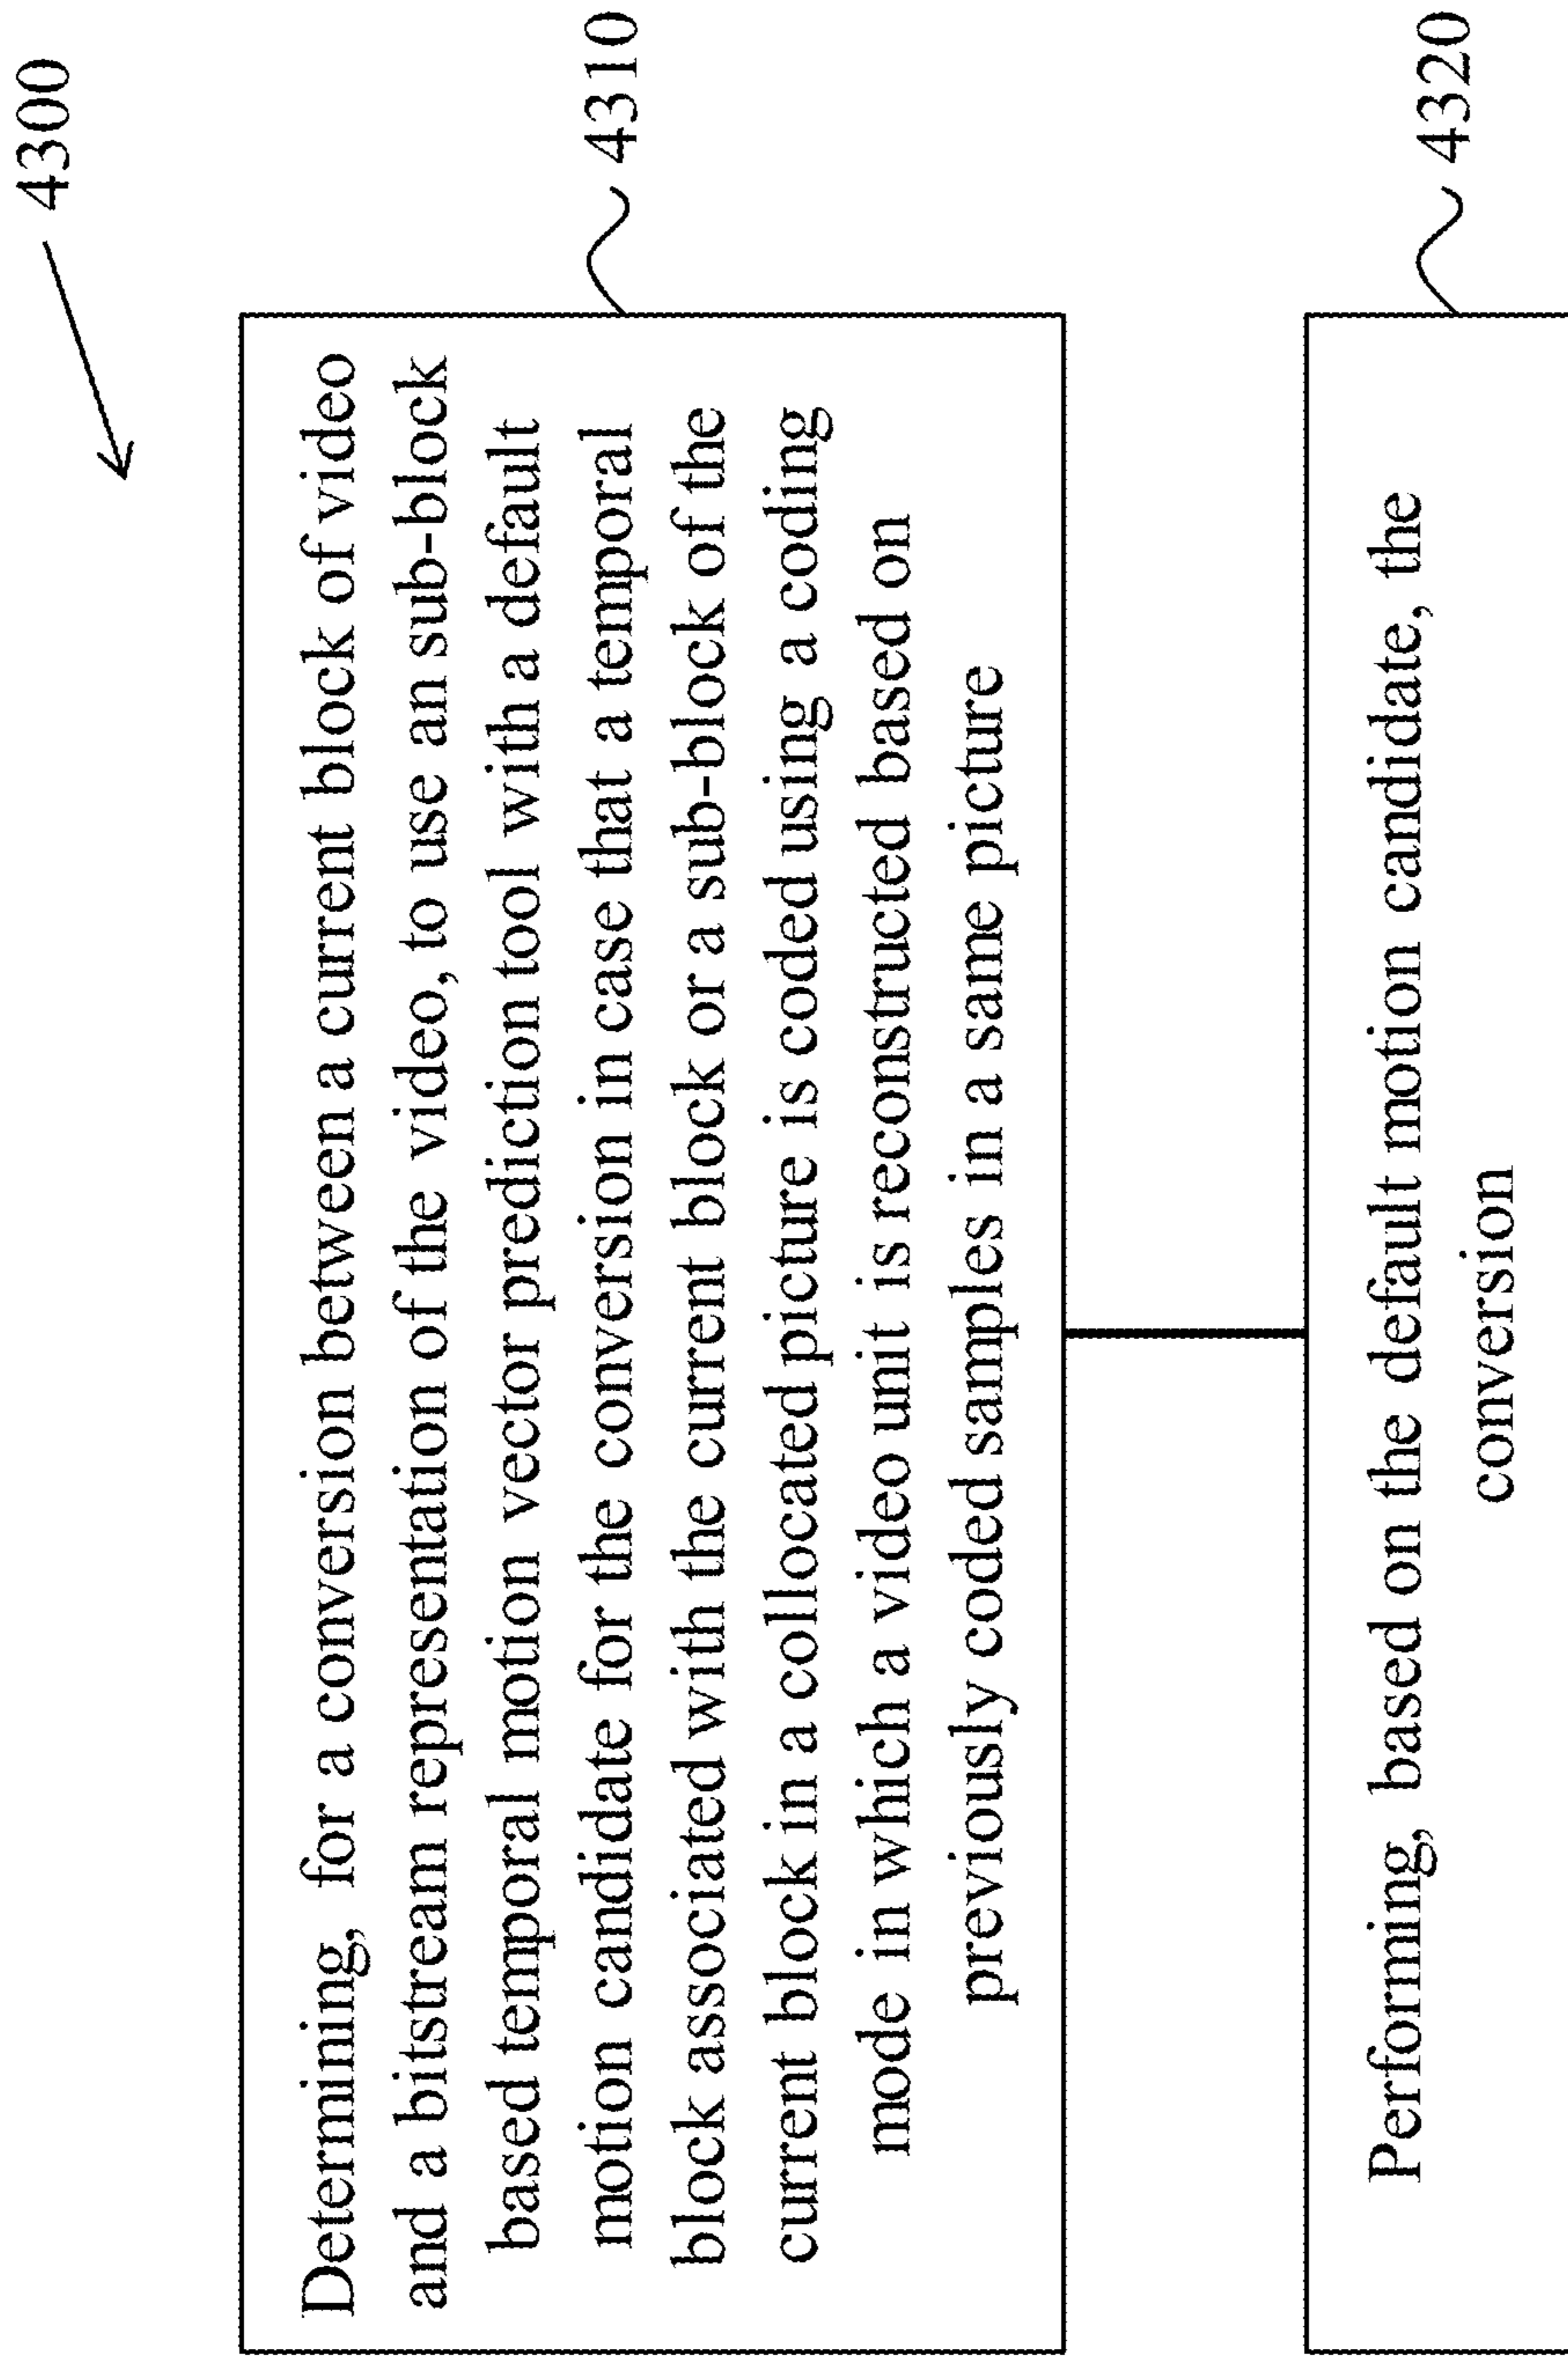 4300
Determining, for a conversion between a current block of video
and a bitstream representation of the video, to use an sub-block
based temporal motion vector prediction tool with a default
motion candidate for the conversion in case that a temporal
block associated with the current block or a sub-block of the
current block in a collocated picture is coded using a coding
mode in which a video unit is reconstructed based on
previously coded samples in a same picture
4310
Performing, based on the default motion candidate, the
conversion
4320